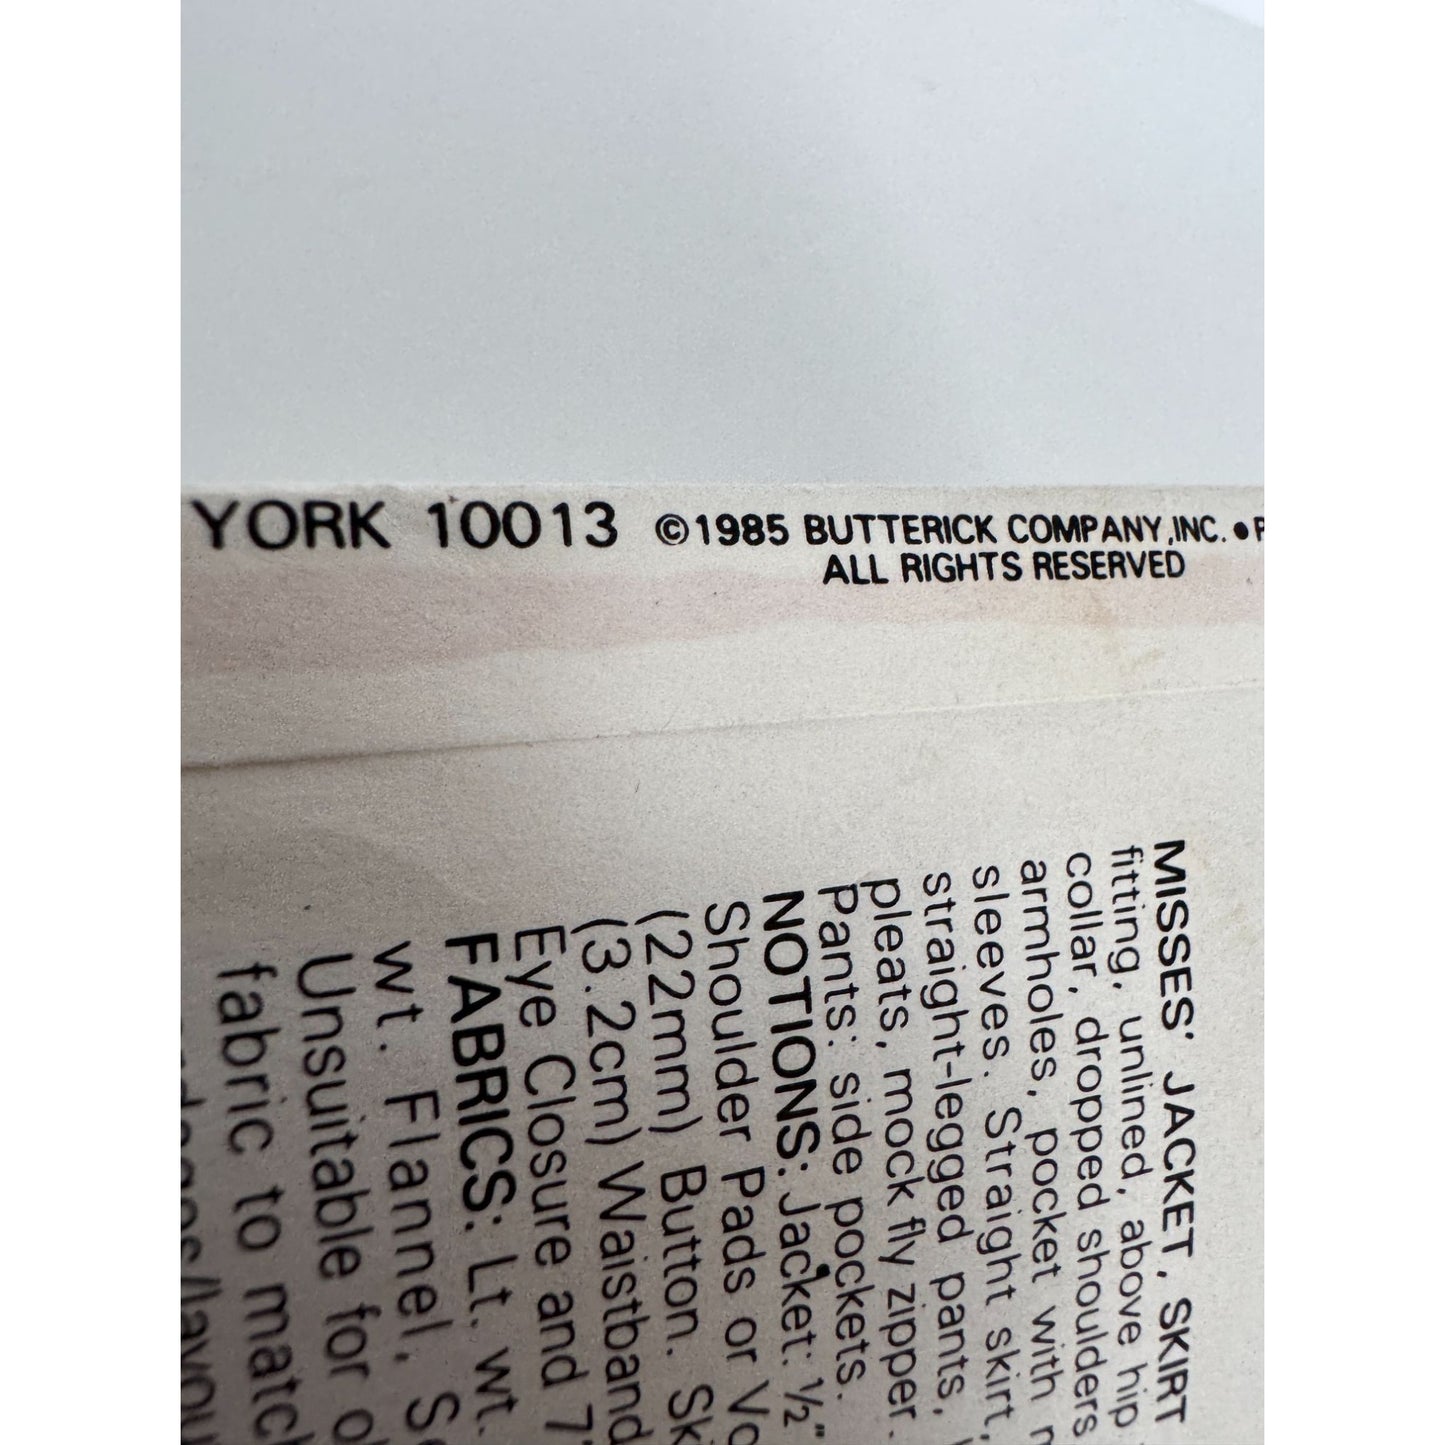 YORK 10013 ©1985 BUTTERICK COMPANY, INC. •
ALL RIGHTS RESERVED
MISSES' JACKET, SKIRT
fitting, unlined, above hip
collar, dropped shoulders
armholes, pocket with
sleeves. Straight skirt,
straight-legged pants,
pleats, mock fly zipper.
Pants: side pockets.
NOTIONS: Jacket: ½"
Shoulder Pads or
(22mm) Button.
(3.2cm) Waistband
Eye Closure and 7"
FABRICS: Lt. wt.
wt. Flannel,
Unsuitable for
fabric to match